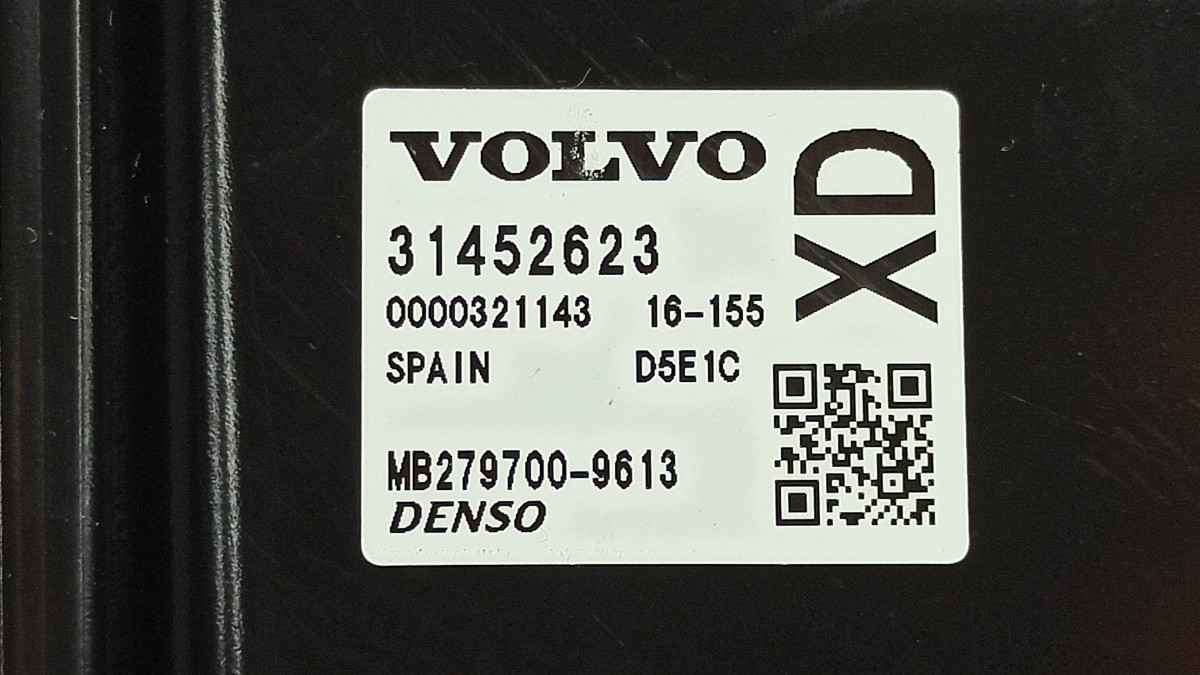 VOLVO
XD
31452623
0000321143 16-155
SPAIN D5E1C
MB279700-9613
DENSO